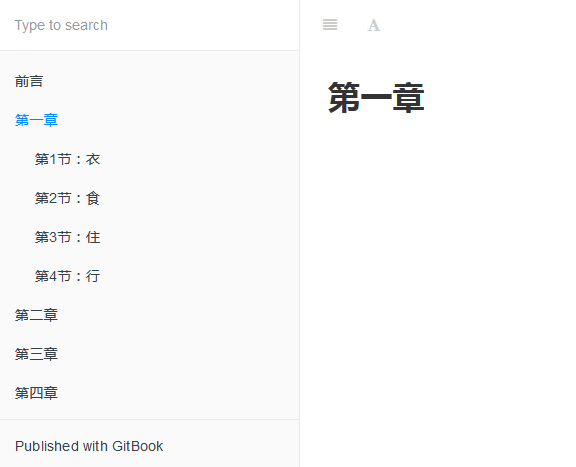 Type to search
前言
第一章
第1节：衣
第2节：食
第3节：住
第4节：行
第二章
第三章
第四章
Published with GitBook
A
第一章